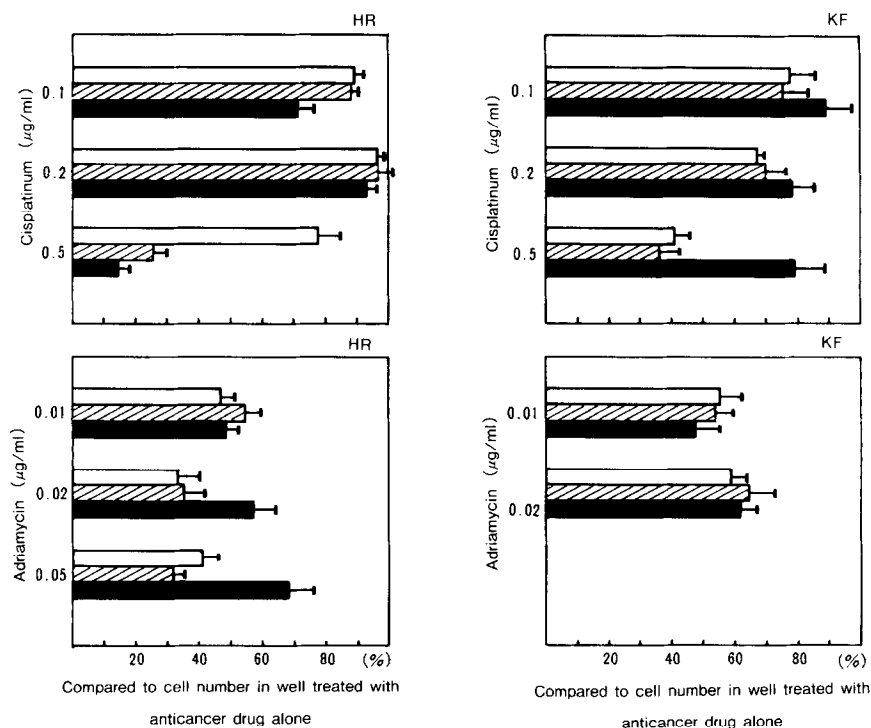 HR
Cisplatinum (μg/ml)
0.1
0.2
0.5
KF
Cisplatinum (μg/ml)
0.1
0.2
0.5
HR
Adriamycin (μg/ml)
0.01
0.02
0.05
20 40 60 80 (%)
Compared to cell number in well treated with
anticancer drug alone
KF
Adriamycin (μg/ml)
0.01
0.02
20 40 60 80 (%)
Compared to cell number in well treated with
anticancer drug alone